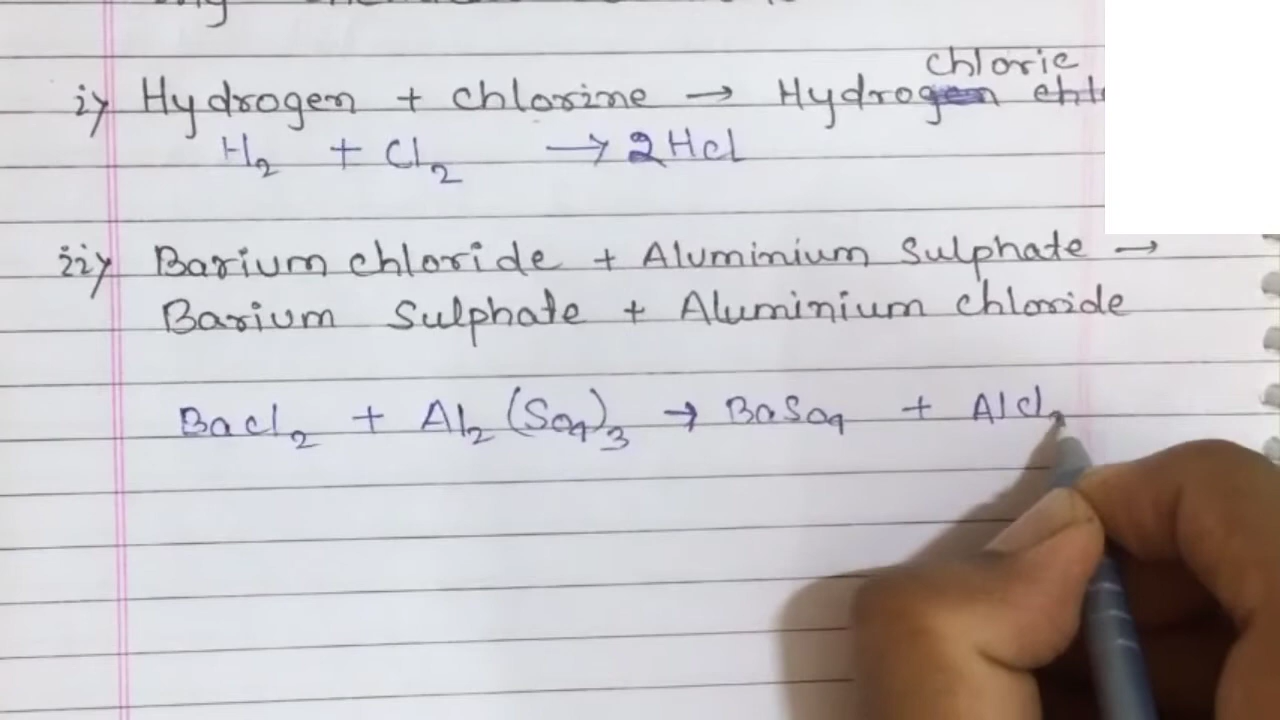 chloric
i) Hydrogen + chlorine → Hydrogen
H₂ + Cl₂ → 2HCl
ii) Barium chloride + Aluminium Sulphate →
Barium Sulphate + Aluminium chloride
BaCl₂ + Al₂(SO₄)₃ → BaSO₄ + AlCl